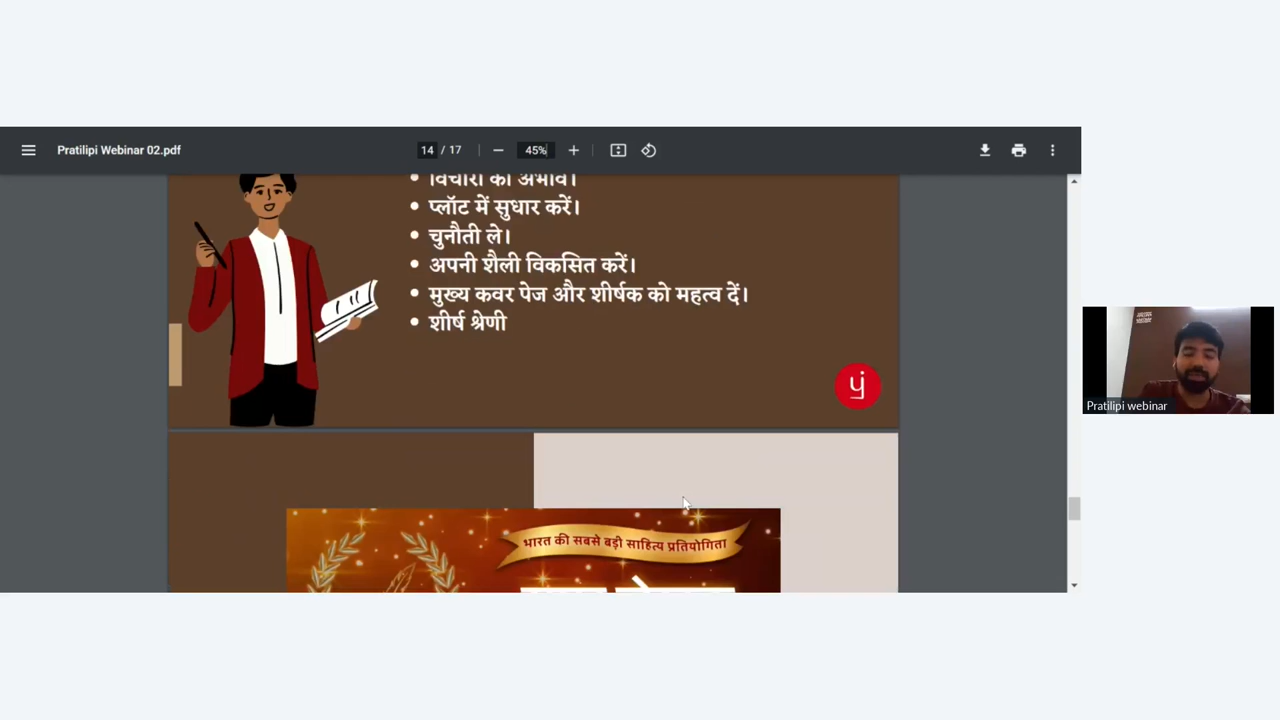 Pratilipi Webinar 02.pdf
14 / 17
45%
विचारों का अभाव।
प्लॉट में सुधार करें।
चुनौती ले।
अपनी शैली विकसित करें।
मुख्य कवर पेज और शीर्षक को महत्व दें।
शीर्ष श्रेणी
भारत की सबसे बड़ी साहित्य प्रतियोगिता
Pratilipi webinar